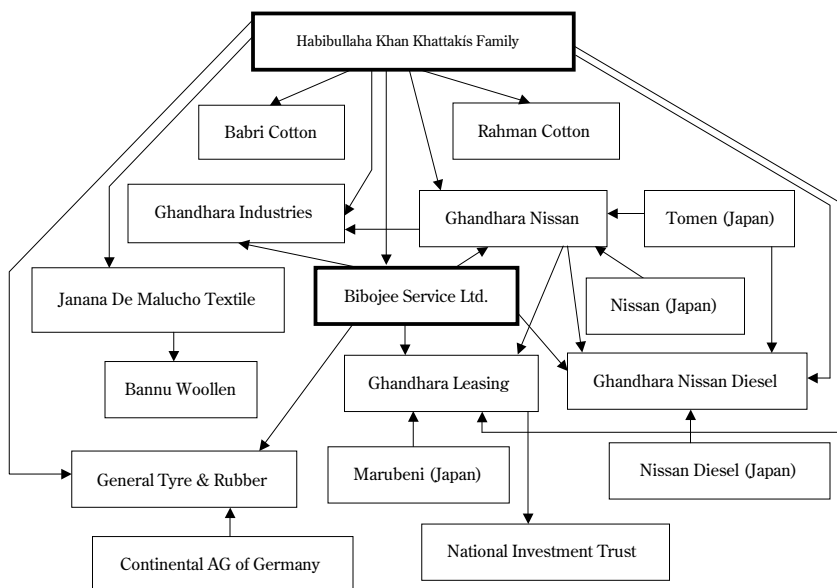 Habibullaha Khan Khattakís Family
Babri Cotton
Rahman Cotton
Ghandhara Industries
Ghandhara Nissan
Tomen (Japan)
Janana De Malucho Textile
Bibojee Service Ltd.
Nissan (Japan)
Bannu Woollen
Ghandhara Leasing
Ghandhara Nissan Diesel
General Tyre & Rubber
Marubeni (Japan)
Nissan Diesel (Japan)
Continental AG of Germany
National Investment Trust